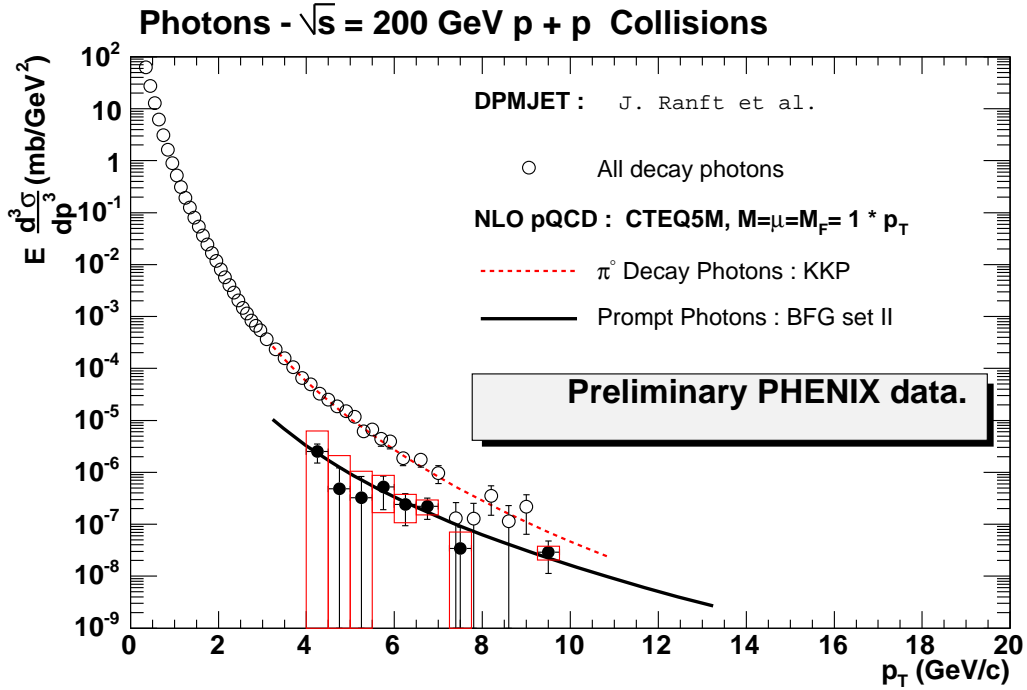 Photons - √s = 200 GeV p + p Collisions
E d³σ/dp³ (mb/GeV²)
10²
10
1
10⁻¹
10⁻²
10⁻³
10⁻⁴
10⁻⁵
10⁻⁶
10⁻⁷
10⁻⁸
10⁻⁹
DPMJET : J. Ranft et al.
All decay photons
NLO pQCD : CTEQ5M, M=μ=M_F= 1 * p_T
π° Decay Photons : KKP
Prompt Photons : BFG set II
Preliminary PHENIX data.
0 2 4 6 8 10 12 14 16 18 20
p_T (GeV/c)